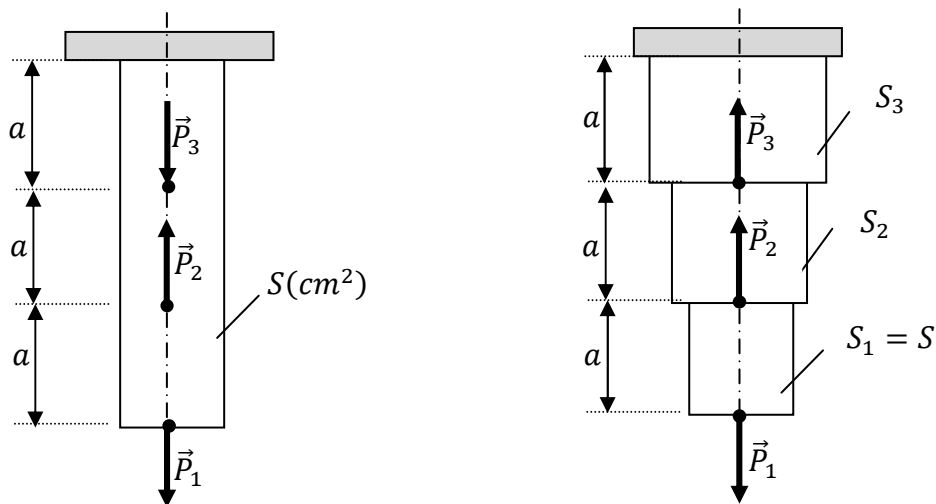 a
P⃗₃
a
P⃗₂
S(cm²)
a
P⃗₁
a
P⃗₃
S₃
a
P⃗₂
S₂
a
S₁ = S
P⃗₁